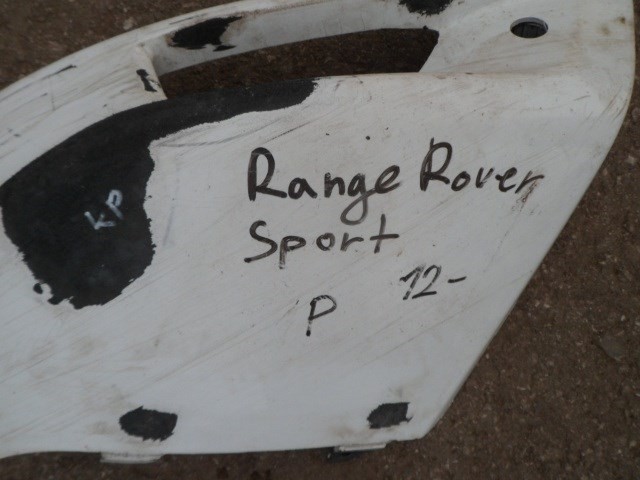 Range Rover
Sport
P 12-
KP